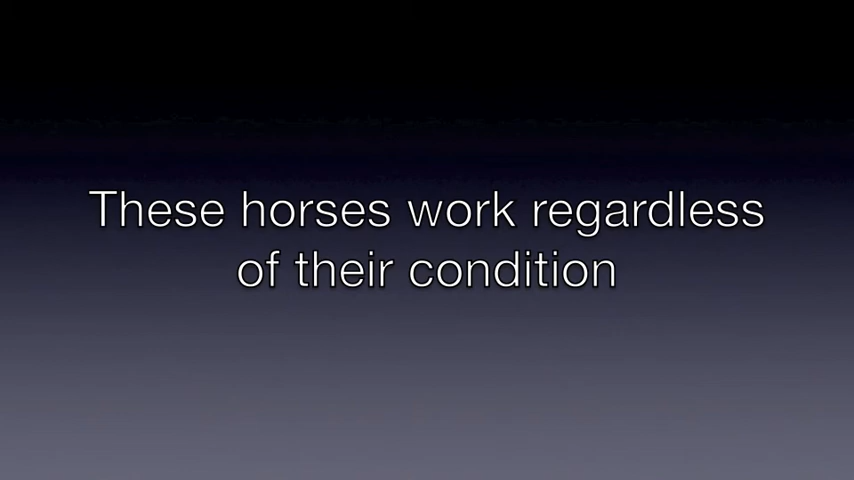 These horses work regardless
of their condition